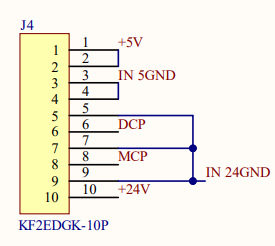 J4
1 1 +5V
2 2
3 3 IN 5GND
4 4
5 5
6 6 DCP
7 7
8 8 MCP
9 9 IN 24GND
10 10 +24V
KF2EDGK-10P